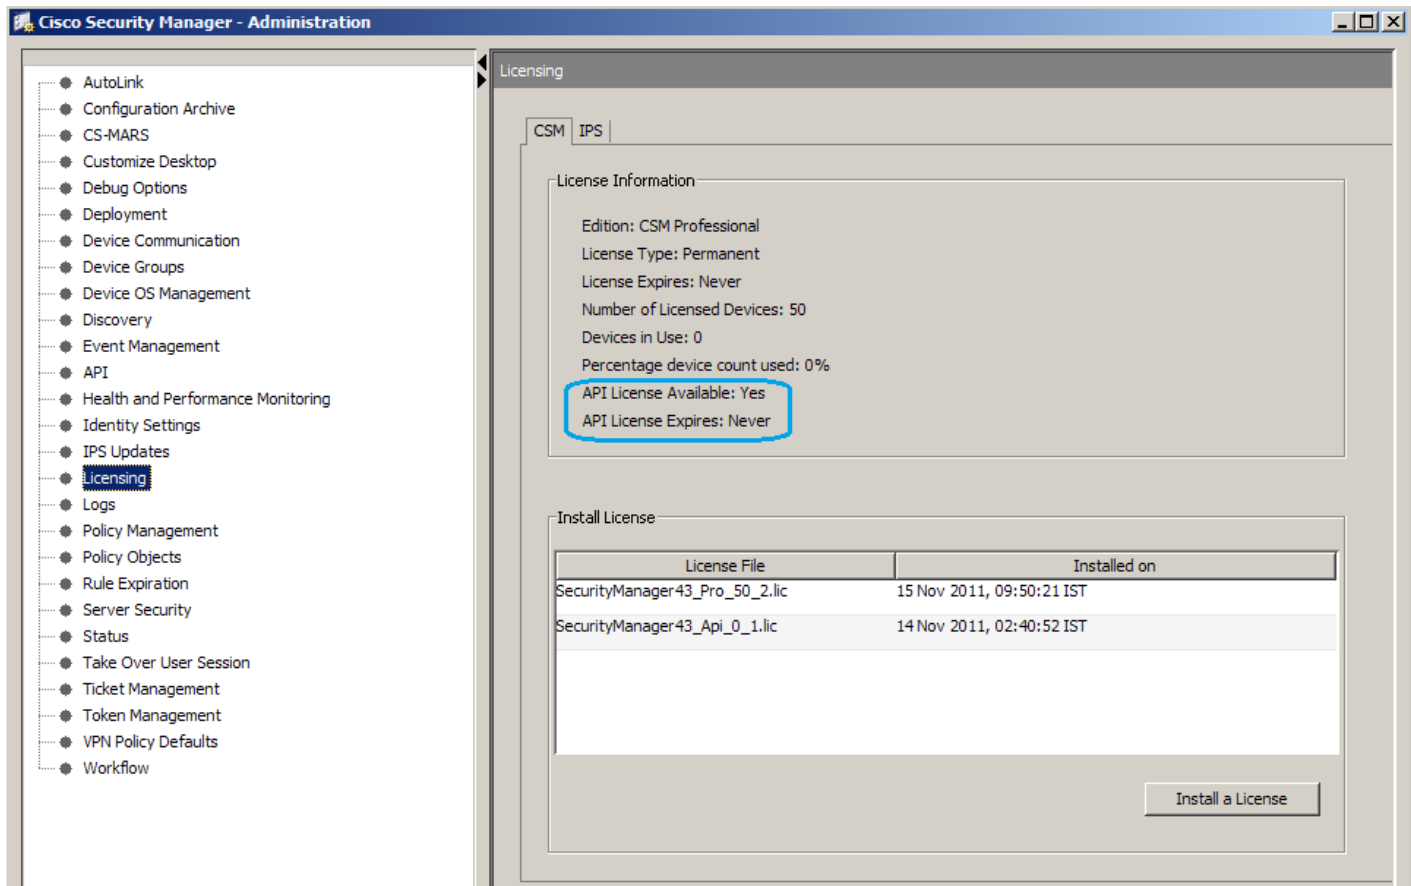 Cisco Security Manager - Administration
AutoLink
Configuration Archive
CS-MARS
Customize Desktop
Debug Options
Deployment
Device Communication
Device Groups
Device OS Management
Discovery
Event Management
API
Health and Performance Monitoring
Identity Settings
IPS Updates
Licensing
Logs
Policy Management
Policy Objects
Rule Expiration
Server Security
Status
Take Over User Session
Ticket Management
Token Management
VPN Policy Defaults
Workflow
Licensing
CSM IPS
License Information
Edition: CSM Professional
License Type: Permanent
License Expires: Never
Number of Licensed Devices: 50
Devices in Use: 0
Percentage device count used: 0%
API License Available: Yes
API License Expires: Never
Install License
License File Installed on
SecurityManager43_Pro_50_2.lic 15 Nov 2011, 09:50:21 IST
SecurityManager43_Api_0_1.lic 14 Nov 2011, 02:40:52 IST
Install a License